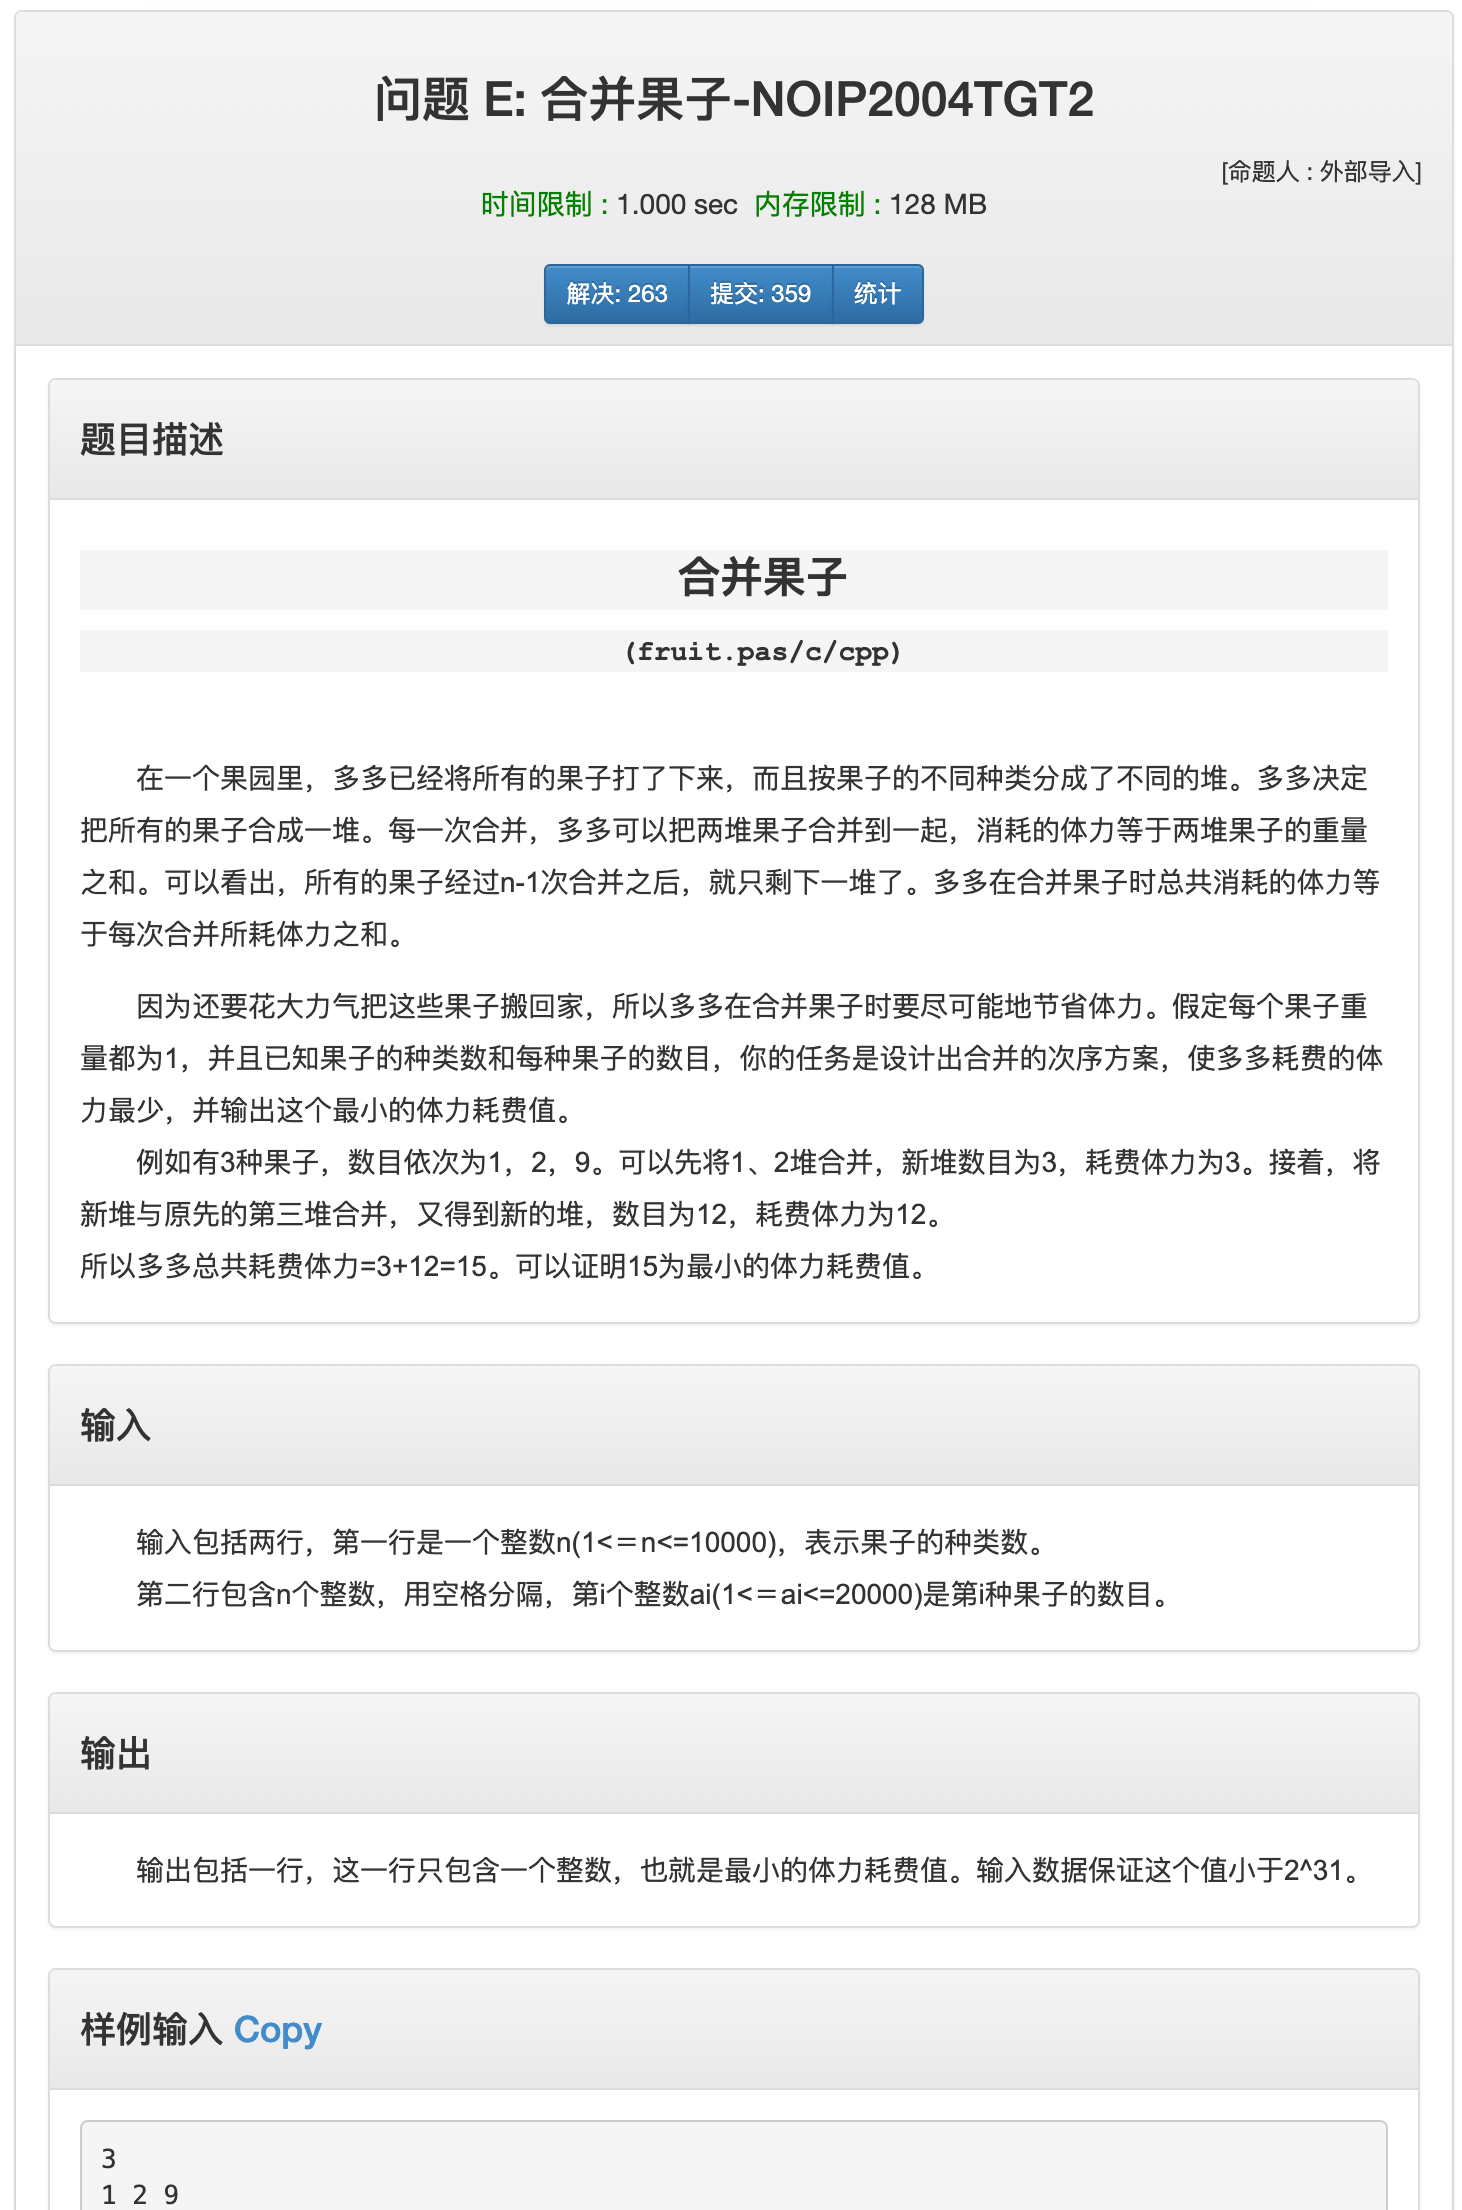 问题 E: 合并果子-NOIP2004TGT2
[命题人 : 外部导入]
时间限制 : 1.000 sec 内存限制 : 128 MB
解决: 263 提交: 359 统计
题目描述
合并果子
(fruit.pas/c/cpp)
在一个果园里，多多已经将所有的果子打了下来，而且按果子的不同种类分成了不同的堆。多多决定
把所有的果子合成一堆。每一次合并，多多可以把两堆果子合并到一起，消耗的体力等于两堆果子的重量
之和。可以看出，所有的果子经过n-1次合并之后，就只剩下一堆了。多多在合并果子时总共消耗的体力等
于每次合并所耗体力之和。
因为还要花大力气把这些果子搬回家，所以多多在合并果子时要尽可能地节省体力。假定每个果子重
量都为1，并且已知果子的种类数和每种果子的数目，你的任务是设计出合并的次序方案，使多多耗费的体
力最少，并输出这个最小的体力耗费值。
例如有3种果子，数目依次为1，2，9。可以先将1、2堆合并，新堆数目为3，耗费体力为3。接着，将
新堆与原先的第三堆合并，又得到新的堆，数目为12，耗费体力为12。
所以多多总共耗费体力=3+12=15。可以证明15为最小的体力耗费值。
输入
输入包括两行，第一行是一个整数n(1<＝n<=10000)，表示果子的种类数。
第二行包含n个整数，用空格分隔，第i个整数ai(1<＝ai<=20000)是第i种果子的数目。
输出
输出包括一行，这一行只包含一个整数，也就是最小的体力耗费值。输入数据保证这个值小于2^31。
样例输入 Copy
3
1 2 9